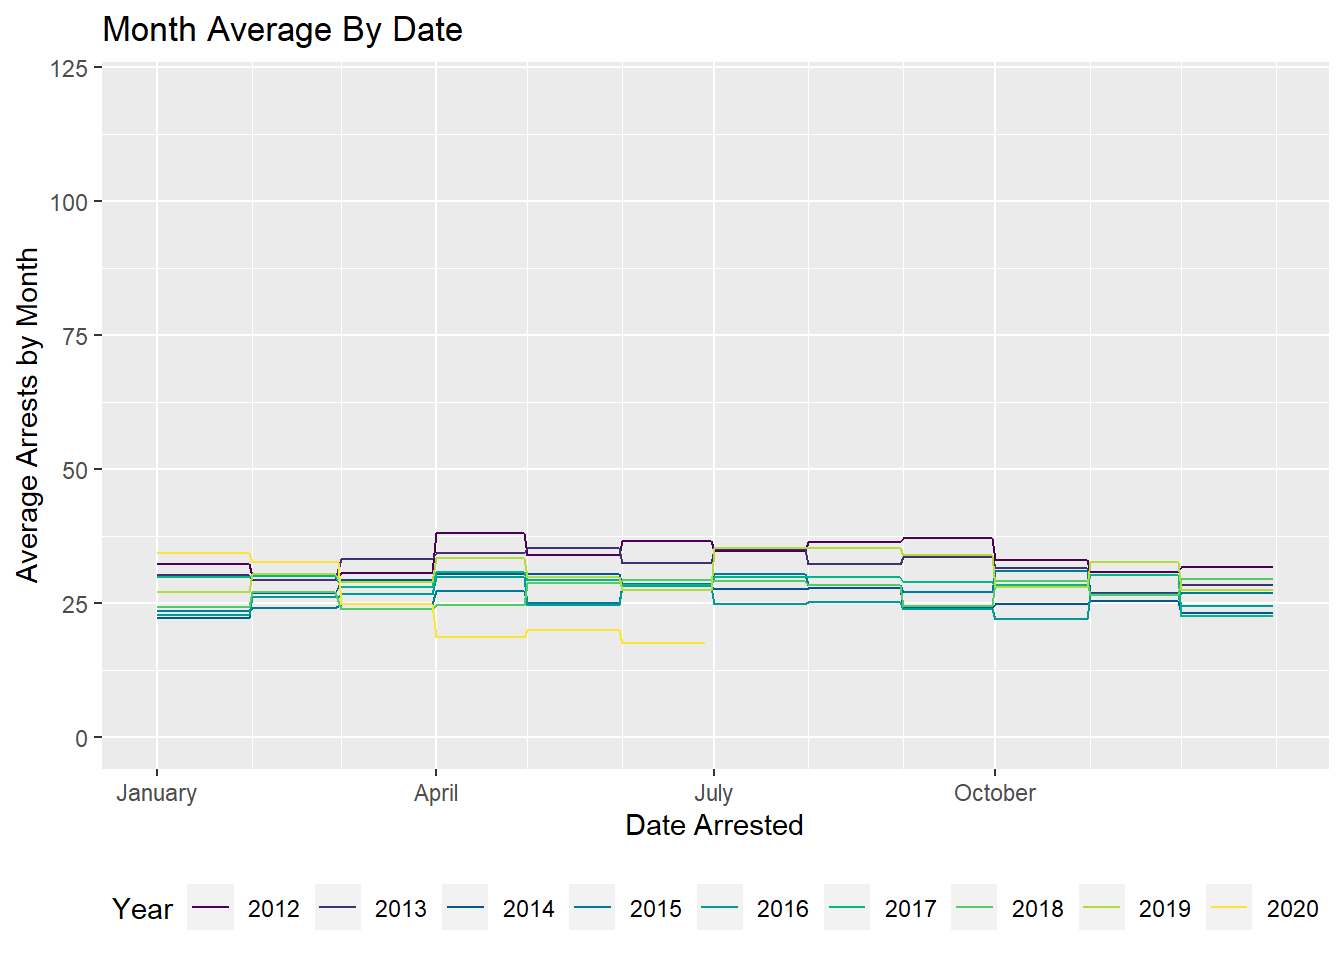 Month Average By Date
125
100
75
50
25
0
Average Arrests by Month
January April July October
Date Arrested
Year 2012 2013 2014 2015 2016 2017 2018 2019 2020